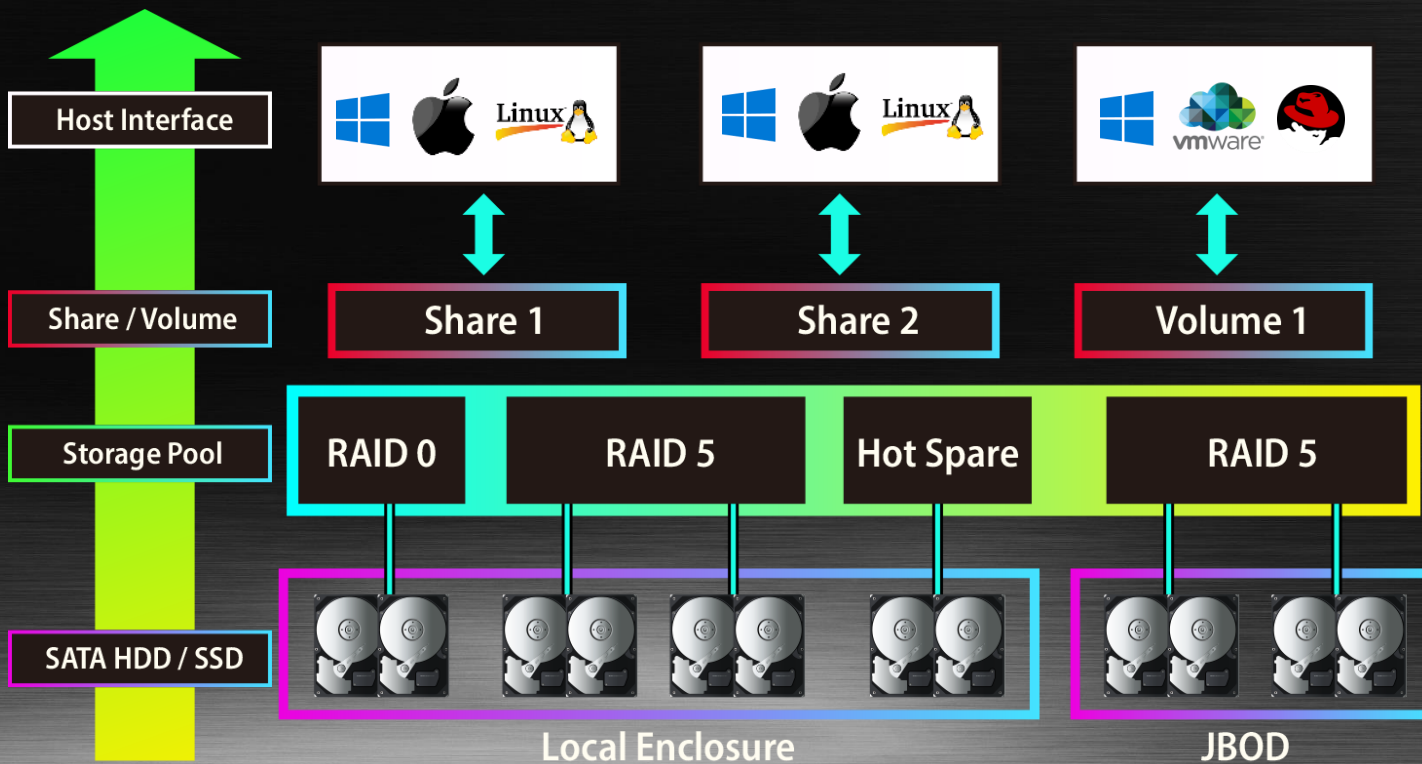 Host Interface
Linux
Linux
vmware®
Share / Volume
Share 1
Share 2
Volume 1
Storage Pool
RAID 0
RAID 5
Hot Spare
RAID 5
SATA HDD / SSD
Local Enclosure
JBOD